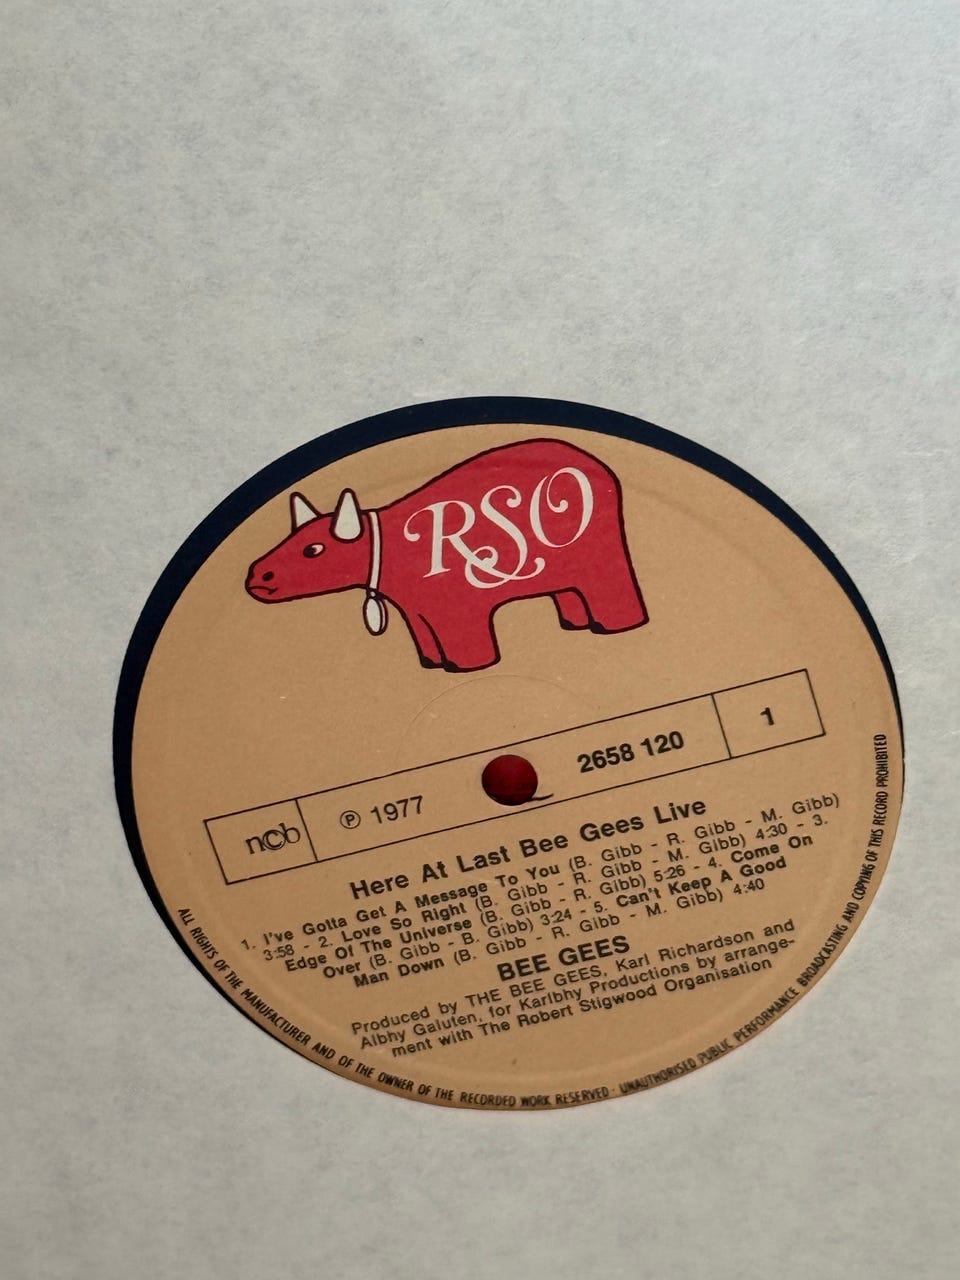 RSO
ncb ℗ 1977 2658 120 1
Here At Last Bee Gees Live
1. I've Gotta Get A Message To You (B. Gibb - R. Gibb - M. Gibb)
3:58 - 2. Love So Right (B. Gibb - R. Gibb - M. Gibb) 4:30 - 3.
Edge Of The Universe (B. Gibb - R. Gibb) 5:26 - 4. Come On
Over (B. Gibb - B. Gibb) 3:24 - 5. Can't Keep A Good
Man Down (B. Gibb - R. Gibb - M. Gibb) 4:40
BEE GEES
Produced by THE BEE GEES, Karl Richardson and
Albhy Galuten, for Karlbhy Productions by arrange-
ment with The Robert Stigwood Organisation
ALL RIGHTS OF THE MANUFACTURER AND OF THE OWNER OF THE RECORDED WORK RESERVED · UNAUTHORISED PUBLIC PERFORMANCE BROADCASTING AND COPYING OF THIS RECORD PROHIBITED